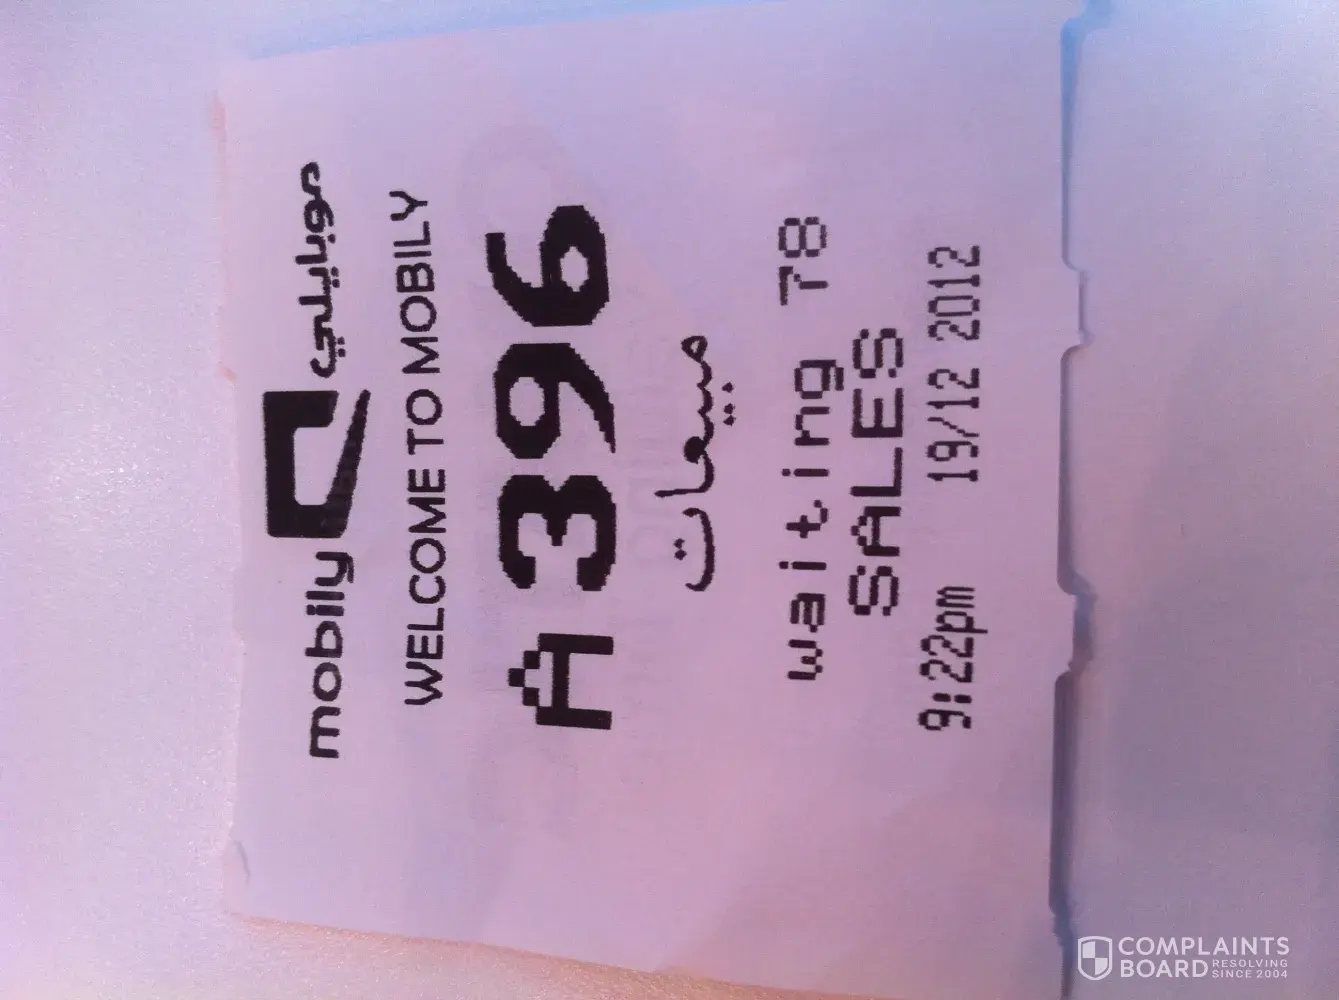 mobily موبايلي
WELCOME TO MOBILY
A 396
مبيعات
waiting 78
SALES
9:22pm 19/12 2012
COMPLAINTS
BOARD RESOLVING
SINCE 2004